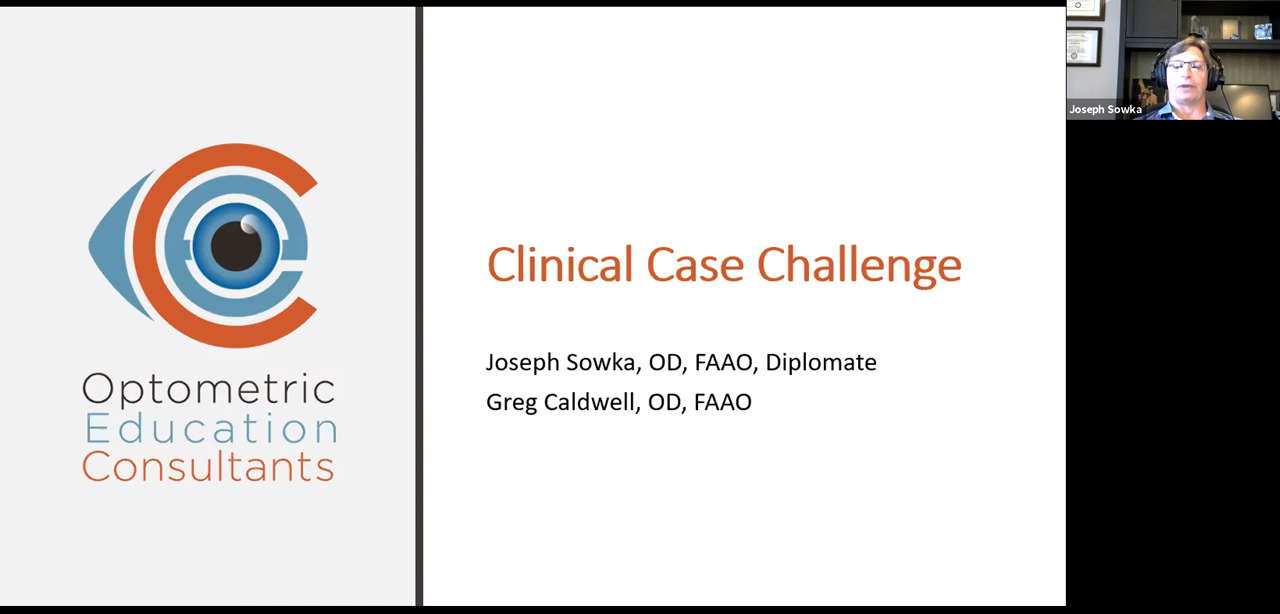 Optometric
Education
Consultants
Clinical Case Challenge
Joseph Sowka, OD, FAAO, Diplomate
Greg Caldwell, OD, FAAO
Joseph Sowka